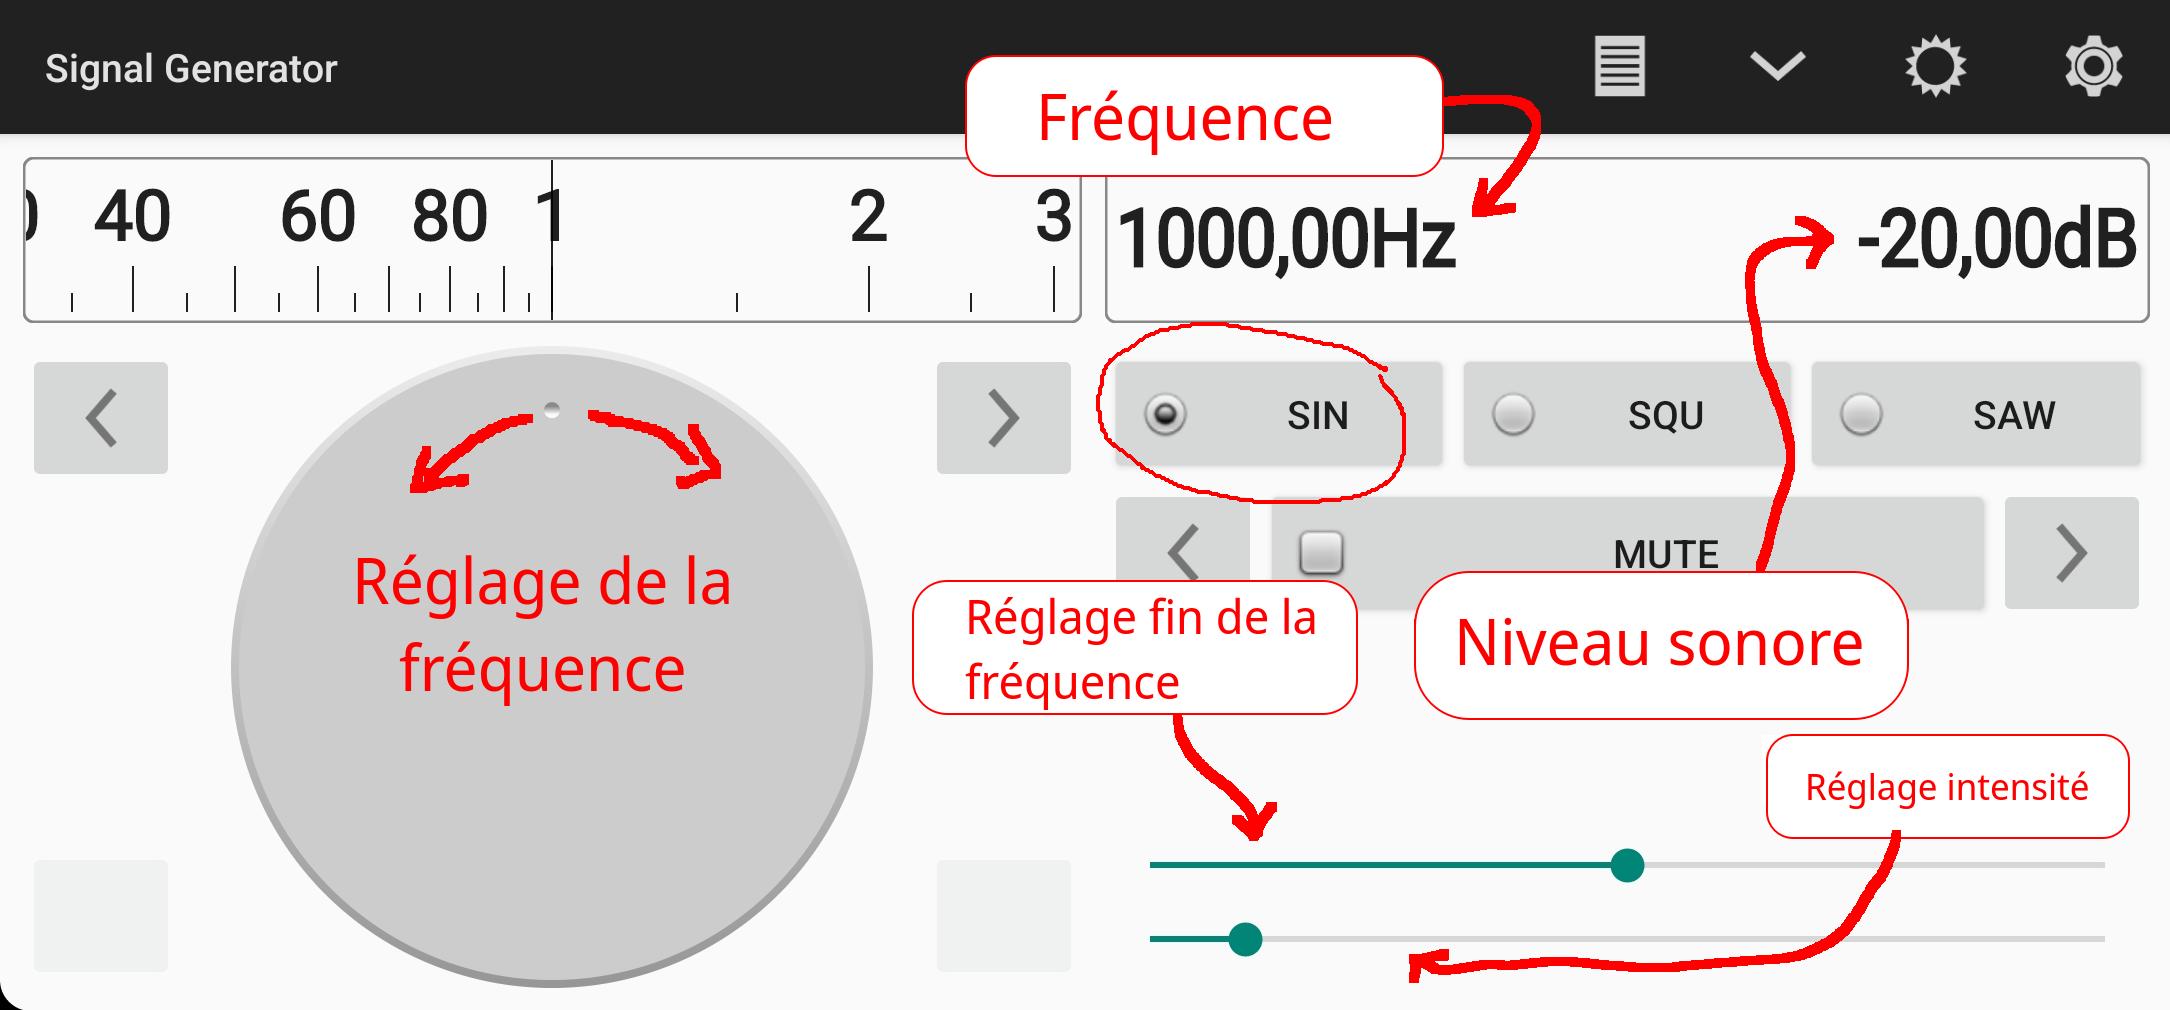 Signal Generator
Fréquence
40 60 80 1 2 3
1000,00Hz -20,00dB
SIN SQU SAW
MUTE
Réglage de la
fréquence
Réglage fin de la
fréquence
Niveau sonore
Réglage intensité